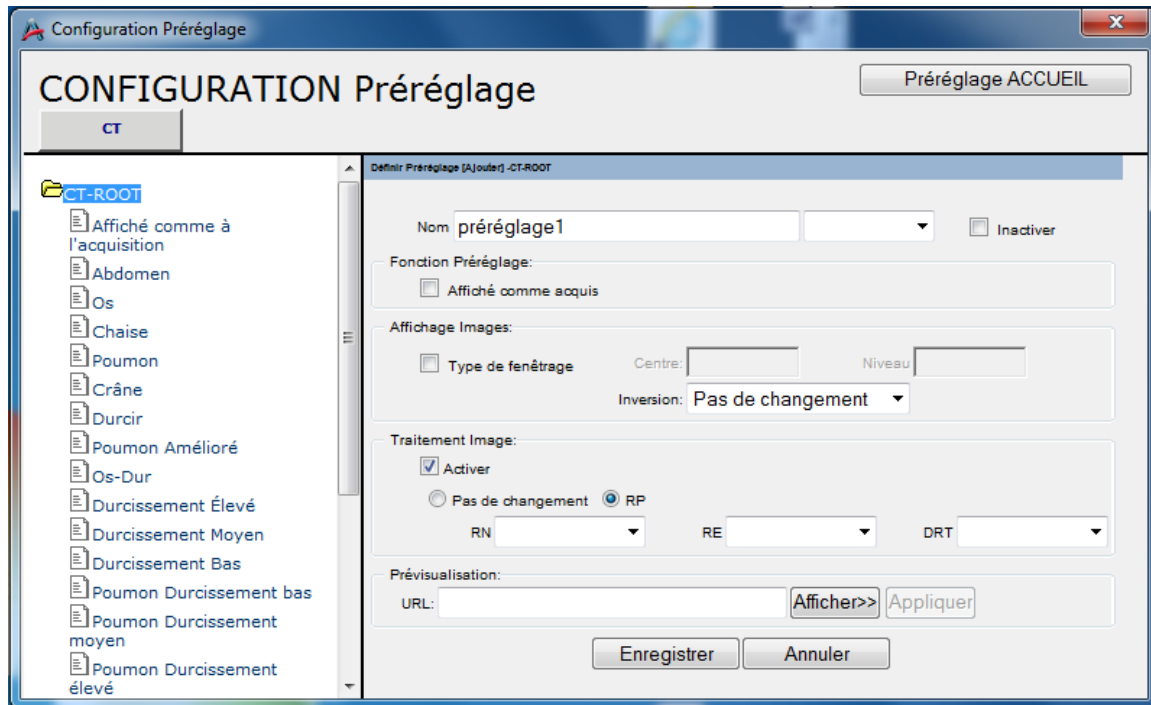 Configuration Préréglage
x
CONFIGURATION Préréglage
Préréglage ACCUEIL
CT
CT-ROOT
Affiché comme à
l'acquisition
Abdomen
Os
Chaise
Poumon
Crâne
Durcir
Poumon Amélioré
Os-Dur
Durcissement Élevé
Durcissement Moyen
Durcissement Bas
Poumon Durcissement bas
Poumon Durcissement
moyen
Poumon Durcissement
élevé
Définir Préréglage [Ajouter] -CT-ROOT
Nom préréglage1 Inactiver
Fonction Préréglage:
Affiché comme acquis
Affichage Images:
Type de fenêtrage Centre: Niveau
Inversion: Pas de changement
Traitement Image:
Activer
Pas de changement RP
RN RE DRT
Prévisualisation:
URL: Afficher>> Appliquer
Enregistrer Annuler